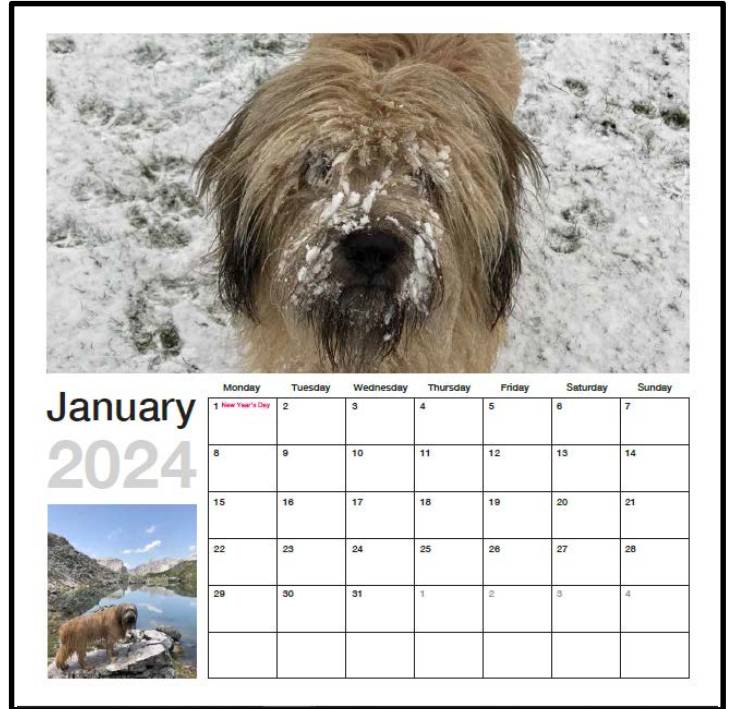 January
2024
Monday Tuesday Wednesday Thursday Friday Saturday Sunday
1 New Year's Day 2 3 4 5 6 7
8 9 10 11 12 13 14
15 16 17 18 19 20 21
22 23 24 25 26 27 28
29 30 31 1 2 3 4